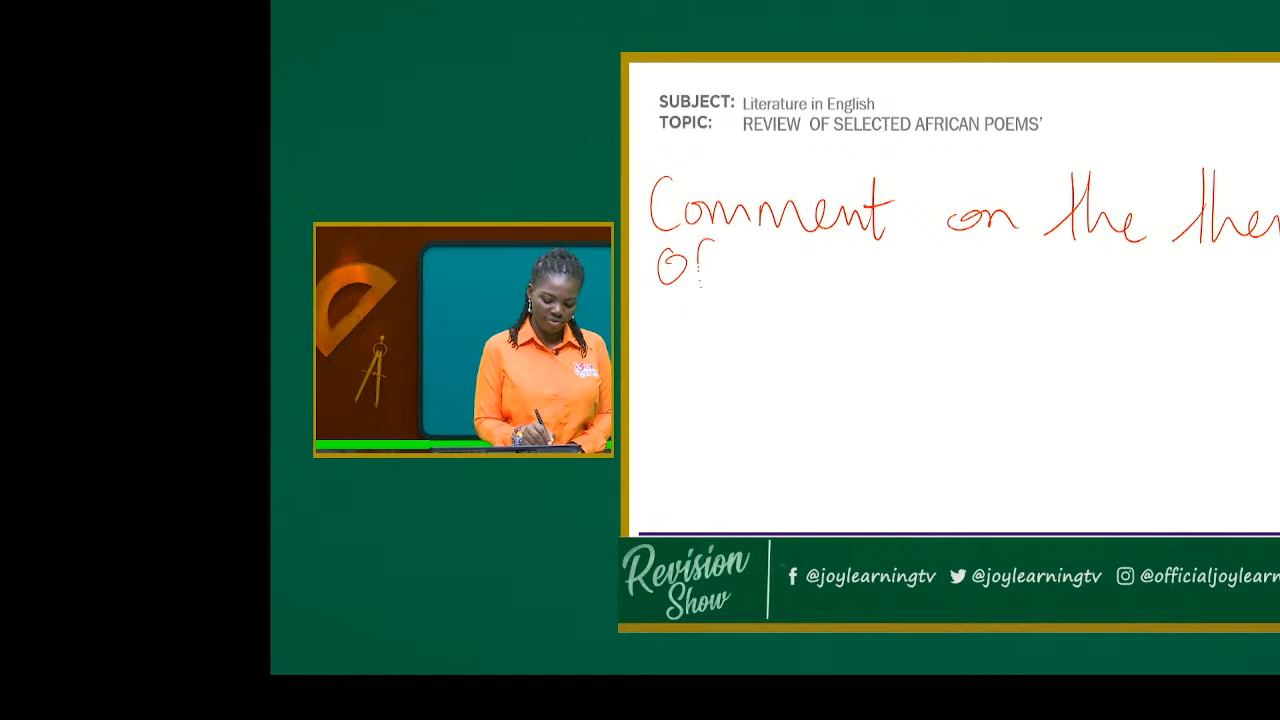 SUBJECT: Literature in English
TOPIC: REVIEW OF SELECTED AFRICAN POEMS'
Comment on the
of
Revision
Show
@joylearningtv @joylearningtv